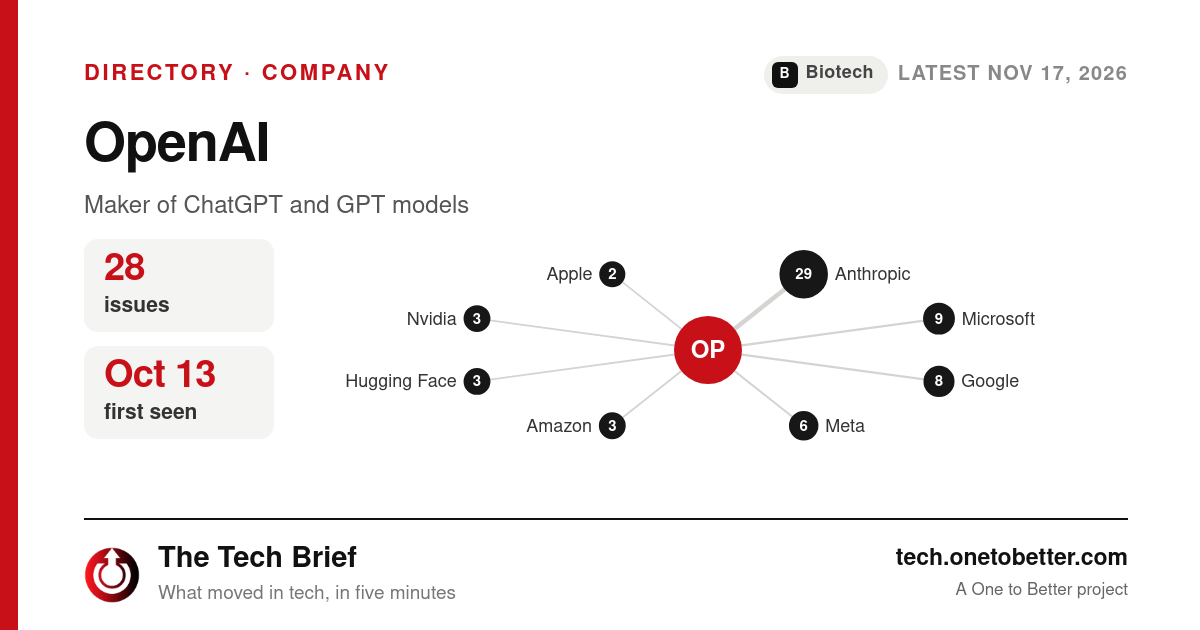 DIRECTORY · COMPANY
B Biotech LATEST NOV 17, 2026
OpenAI
Maker of ChatGPT and GPT models
28
issues
Oct 13
first seen
Apple 2
29 Anthropic
Nvidia 3
9 Microsoft
OP
Hugging Face 3
8 Google
Amazon 3
6 Meta
The Tech Brief
What moved in tech, in five minutes
tech.onetobetter.com
A One to Better project